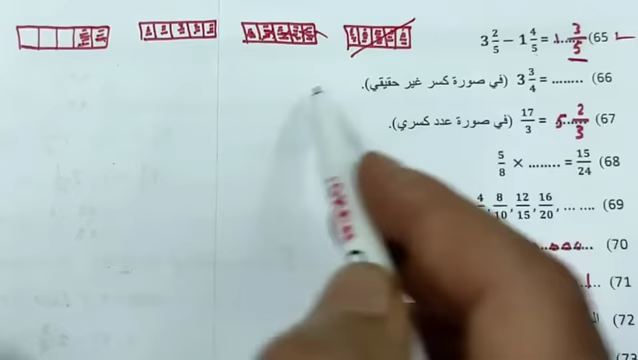 65) 3 2/5 − 1 4/5 = 1 3/5
66) 3 3/4 = ........ (في صورة كسر غير حقيقي).
67) 17/3 = 5 2/3 (في صورة عدد كسري).
68) 5/8 × ........ = 15/24
69) 4/, 8/10, 12/15, 16/20, ... ....
70)
71)
72)